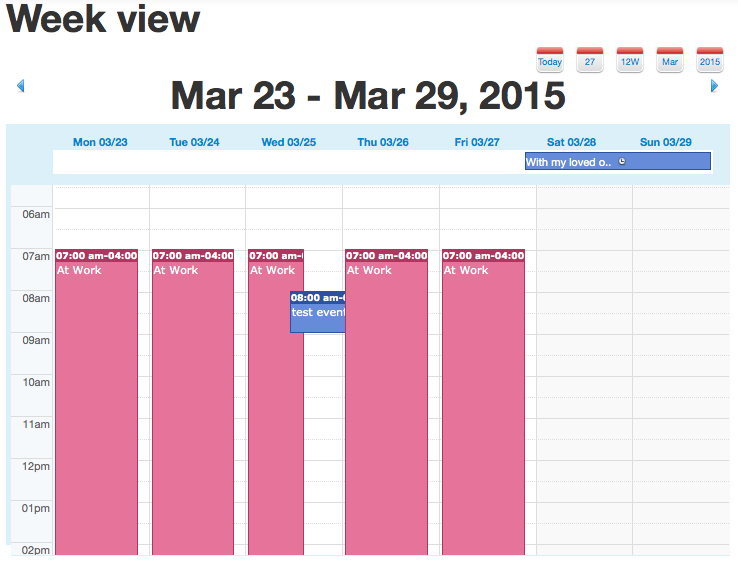 Week view
Today 27 12W Mar 2015
Mar 23 - Mar 29, 2015
Mon 03/23 Tue 03/24 Wed 03/25 Thu 03/26 Fri 03/27 Sat 03/28 Sun 03/29
With my loved o..
06am
07am 07:00 am-04:00 07:00 am-04:00 07:00 am- 07:00 am-04:00 07:00 am-04:00
At Work At Work At Work At Work At Work
08am 08:00 am-
test event
09am
10am
11am
12pm
01pm
02pm